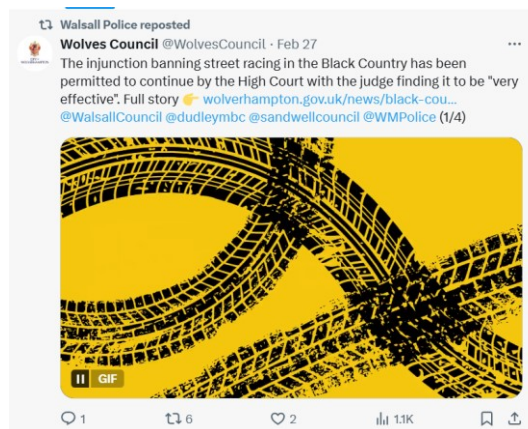 Walsall Police reposted
Wolves Council @WolvesCouncil · Feb 27
The injunction banning street racing in the Black Country has been
permitted to continue by the High Court with the judge finding it to be "very
effective". Full story 👉 wolverhampton.gov.uk/news/black-cou...
@WalsallCouncil @dudleymbc @sandwellcouncil @WMPolice (1/4)
GIF
1 6 2 1.1K